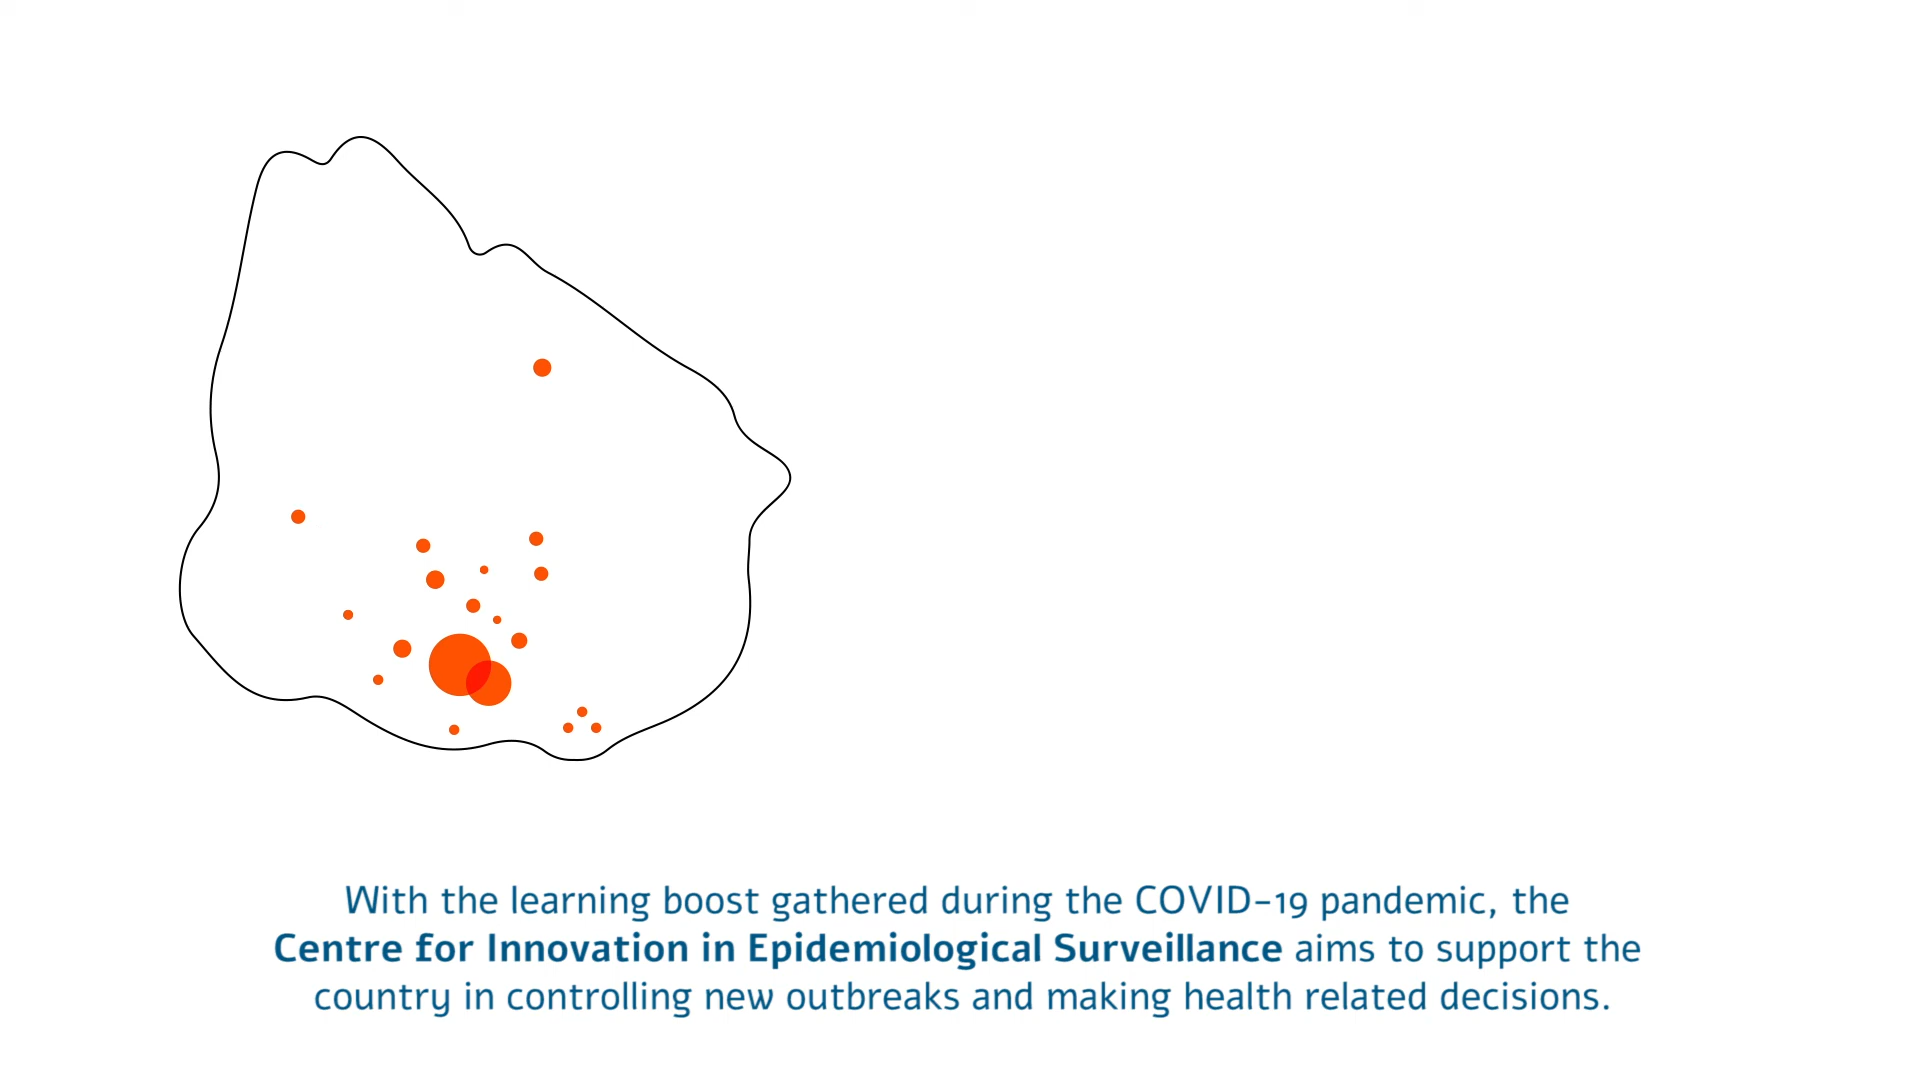 With the learning boost gathered during the COVID-19 pandemic, the
Centre for Innovation in Epidemiological Surveillance aims to support the
country in controlling new outbreaks and making health related decisions.